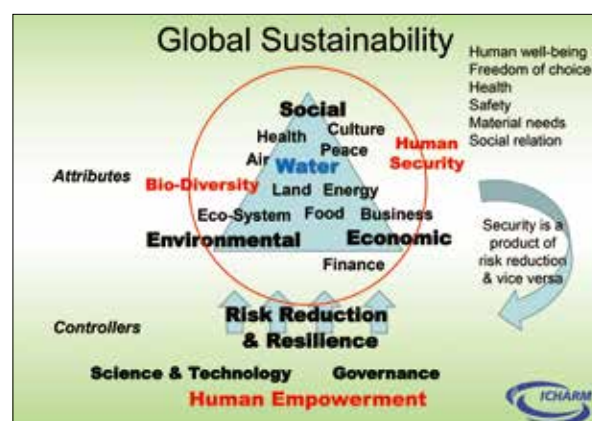 Global Sustainability
Human well-being
Freedom of choice
Health
Safety
Material needs
Social relation
Social
Health
Culture
Air
Peace
Water
Human
Security
Attributes
Bio-Diversity
Land
Energy
Eco-System
Food
Business
Environmental
Economic
Finance
Security is a
product of
risk reduction
& vice versa
Controllers
Risk Reduction
& Resilience
Science & Technology
Governance
Human Empowerment
ICHARM